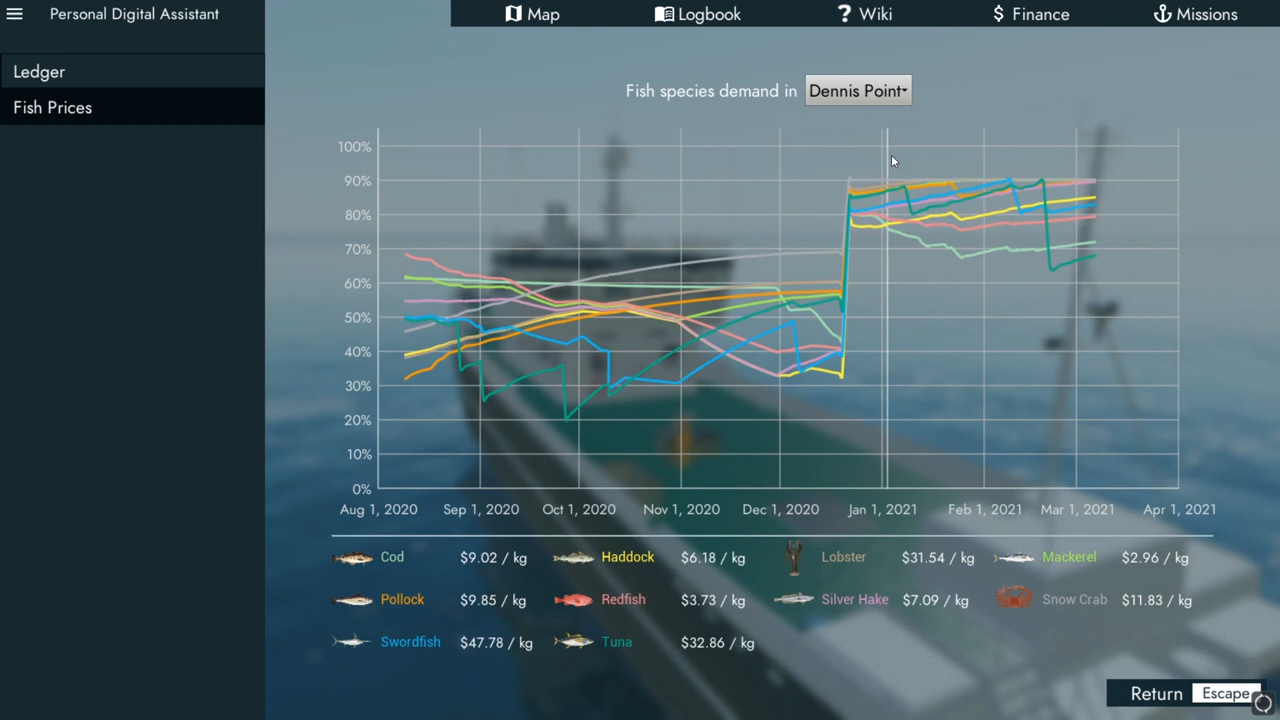 Personal Digital Assistant
Map
Logbook
Wiki
Finance
Missions
Ledger
Fish Prices
Fish species demand in Dennis Point
100%
90%
80%
70%
60%
50%
40%
30%
20%
10%
0%
Aug 1, 2020 Sep 1, 2020 Oct 1, 2020 Nov 1, 2020 Dec 1, 2020 Jan 1, 2021 Feb 1, 2021 Mar 1, 2021 Apr 1, 2021
Cod $9.02 / kg Haddock $6.18 / kg Lobster $31.54 / kg Mackerel $2.96 / kg
Pollock $9.85 / kg Redfish $3.73 / kg Silver Hake $7.09 / kg Snow Crab $11.83 / kg
Swordfish $47.78 / kg Tuna $32.86 / kg
Return Escape